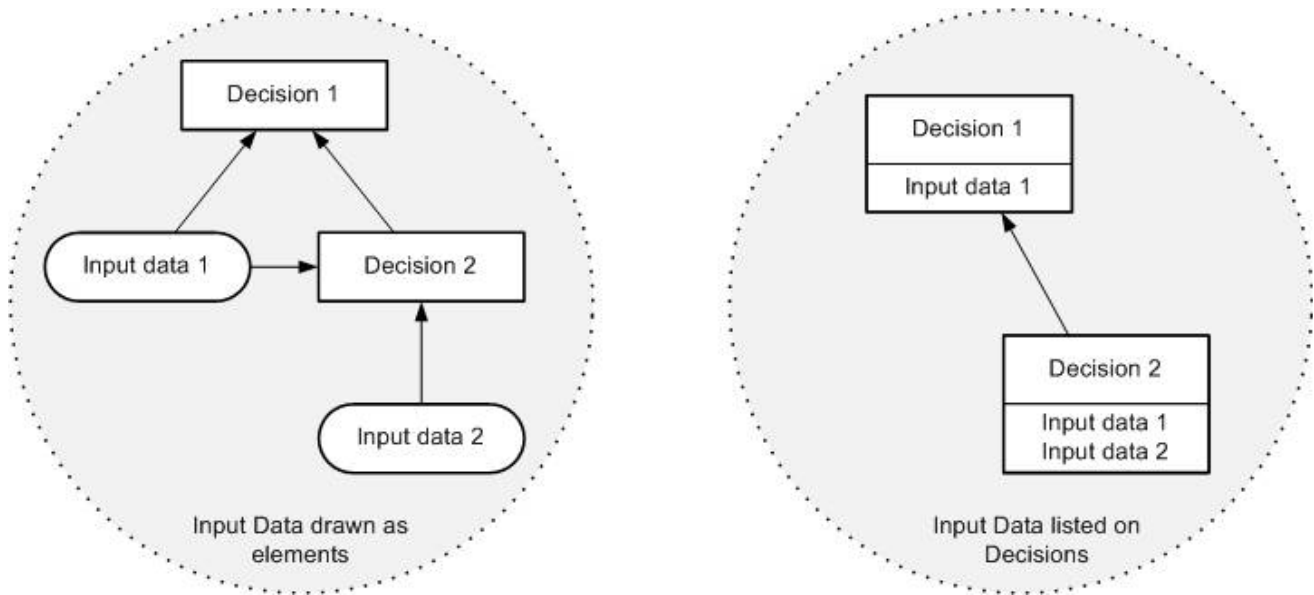 Decision 1
Input data 1
Decision 2
Input data 2
Input Data drawn as
elements
Decision 1
Input data 1
Decision 2
Input data 1
Input data 2
Input Data listed on
Decisions